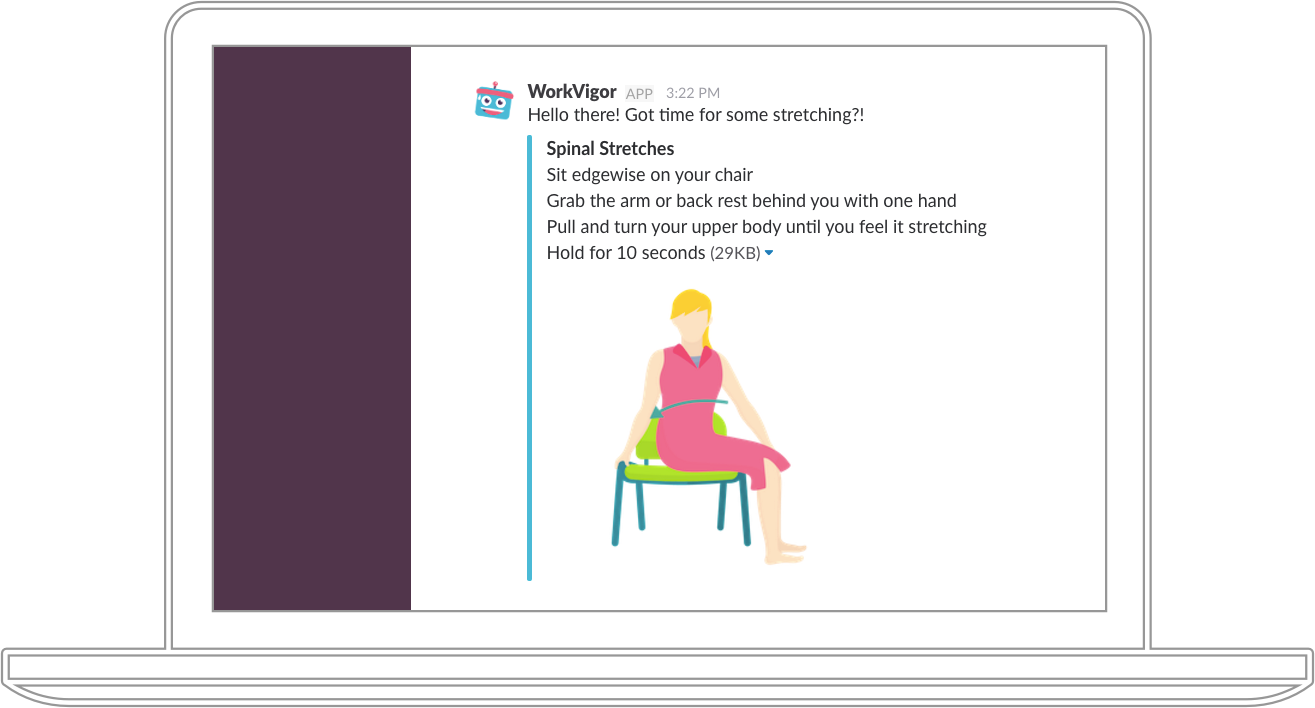 WorkVigor APP 3:22 PM
Hello there! Got time for some stretching?!
Spinal Stretches
Sit edgewise on your chair
Grab the arm or back rest behind you with one hand
Pull and turn your upper body until you feel it stretching
Hold for 10 seconds (29KB)